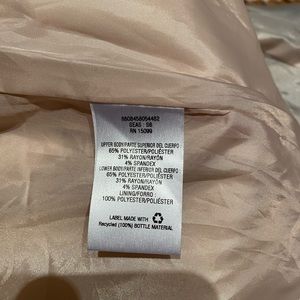 8808458054482
SEAS: S6
RN 15099
UPPER BODY/PARTE SUPERIOR DEL CUERPO
65% POLYESTER/POLIÉSTER
31% RAYON/RAYÓN
4% SPANDEX
LOWER BODY/PARTE INFERIOR DEL CUERPO
65% POLYESTER/POLIÉSTER
31% RAYON/RAYÓN
4% SPANDEX
LINING/FORRO:
100% POLYESTER/POLIÉSTER
LABEL MADE WITH
Recycled (100%) BOTTLE MATERIAL